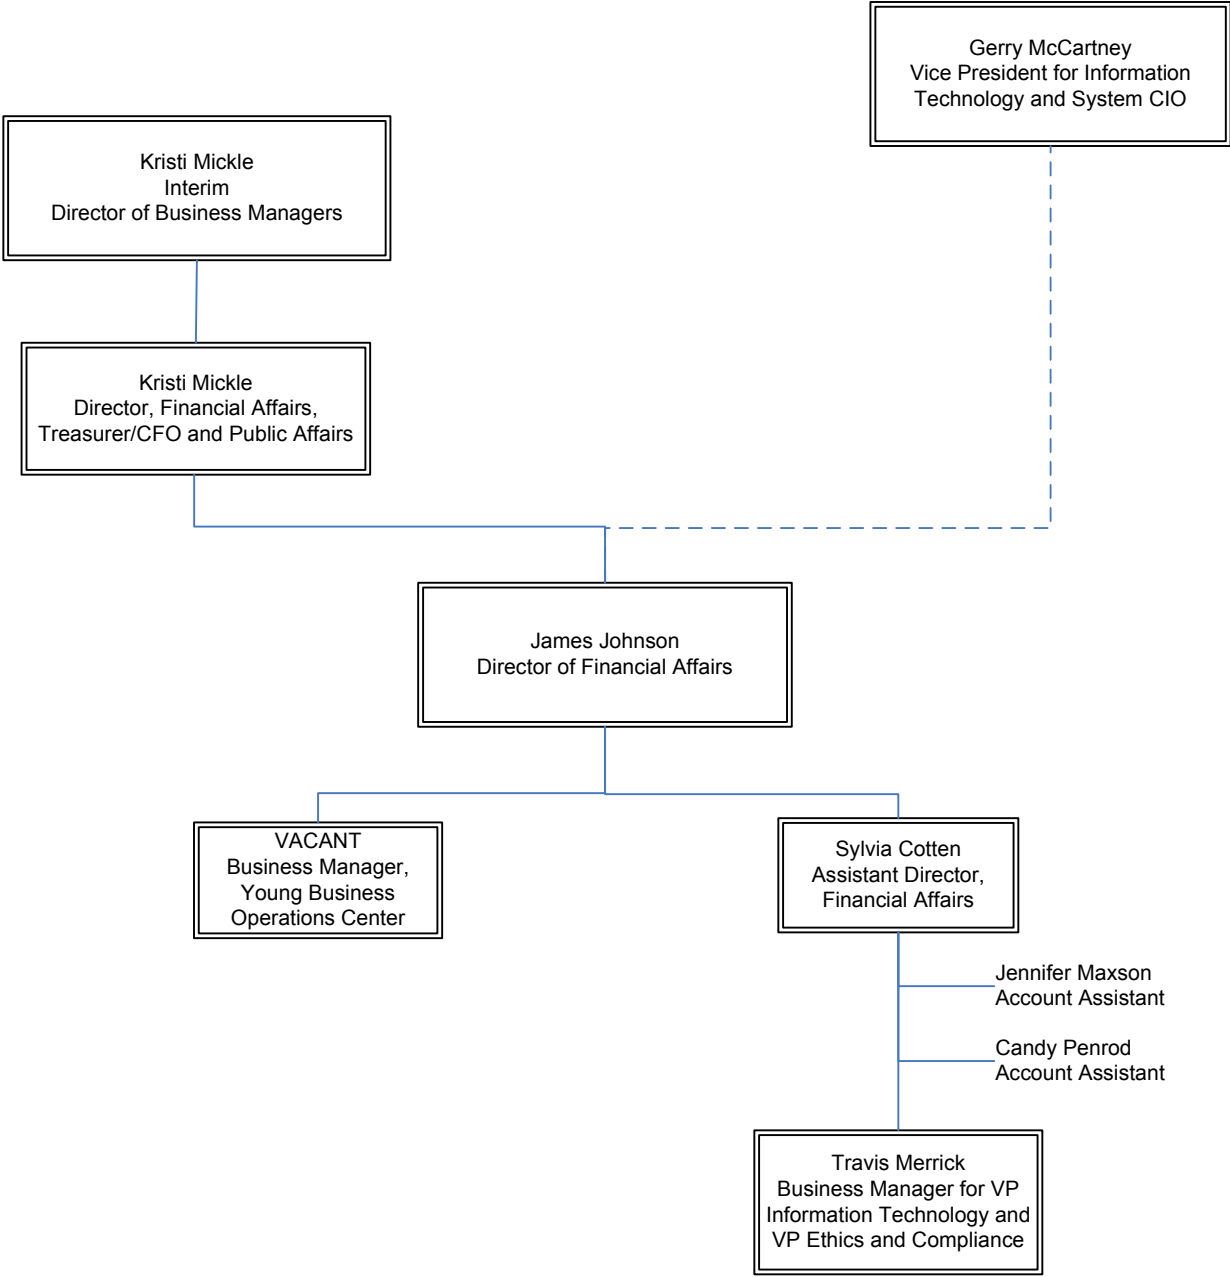 Gerry McCartney
Vice President for Information
Technology and System CIO
Kristi Mickle
Interim
Director of Business Managers
Kristi Mickle
Director, Financial Affairs,
Treasurer/CFO and Public Affairs
James Johnson
Director of Financial Affairs
VACANT
Business Manager,
Young Business
Operations Center
Sylvia Cotten
Assistant Director,
Financial Affairs
Jennifer Maxson
Account Assistant
Candy Penrod
Account Assistant
Travis Merrick
Business Manager for VP
Information Technology and
VP Ethics and Compliance